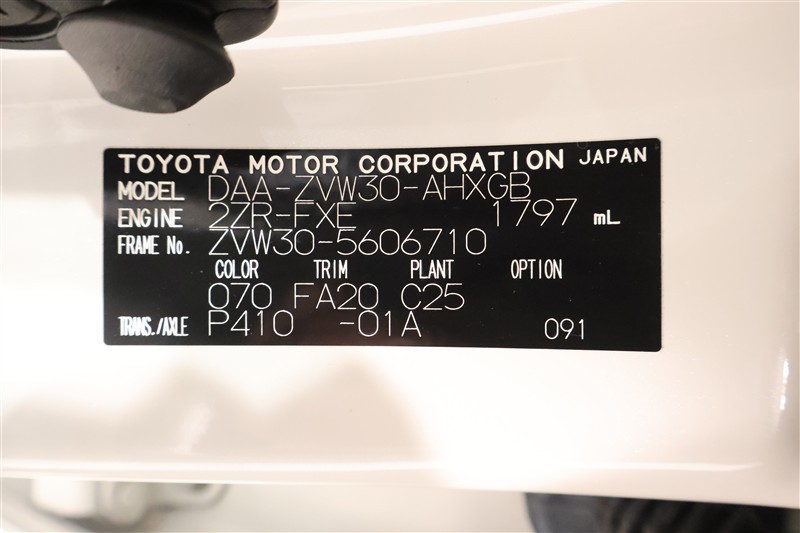 TOYOTA MOTOR CORPORATION JAPAN
MODEL DAA-ZVW30-AHXGB
ENGINE 2ZR-FXE 1797 mL
FRAME No. ZVW30-5606710
COLOR TRIM PLANT OPTION
070 FA20 C25
TRANS./AXLE P410 -01A 091